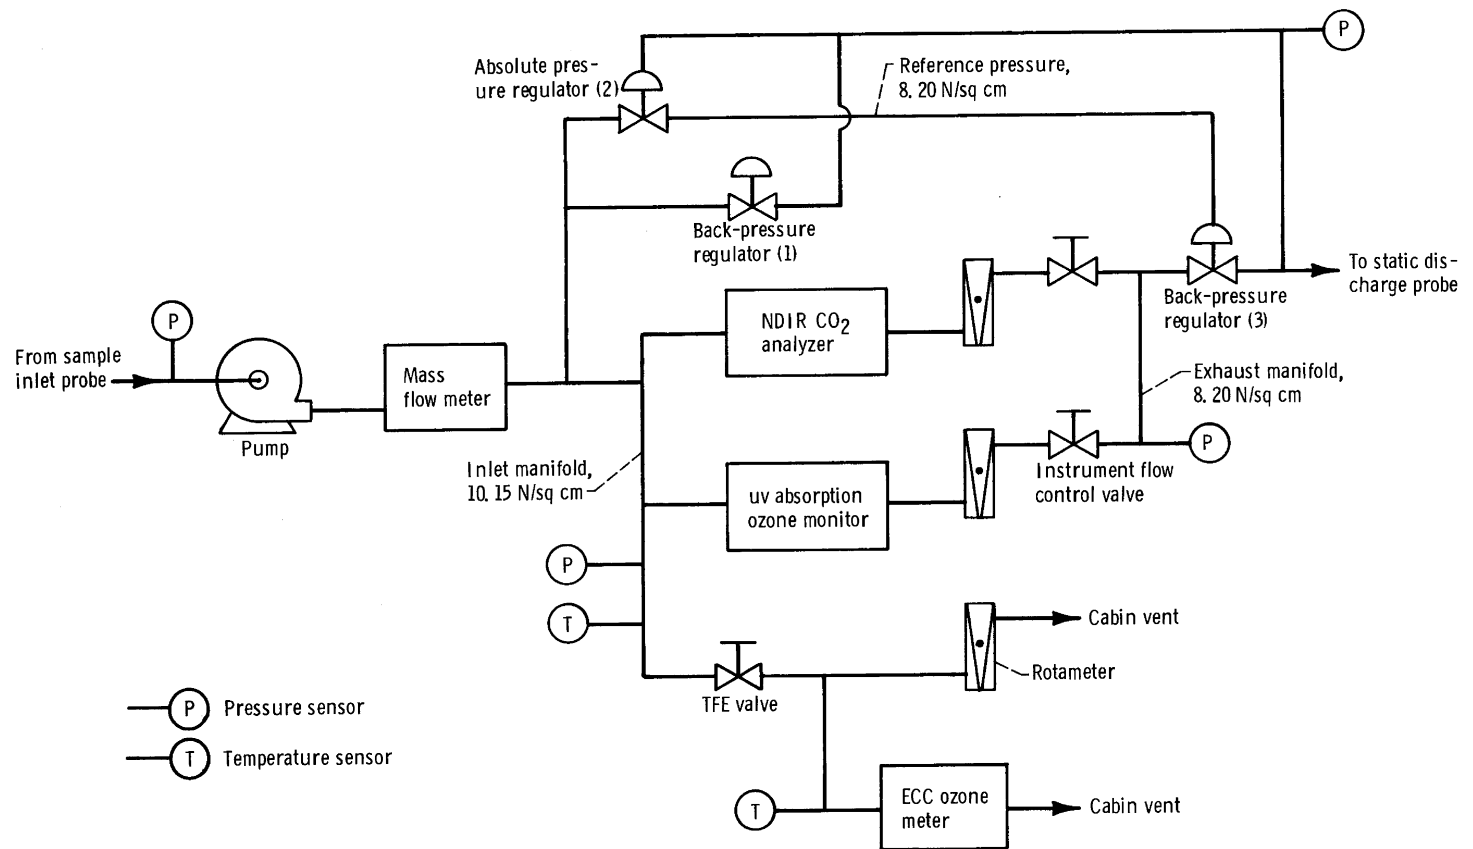 P
Absolute pres-
ure regulator (2)
Reference pressure,
8.20 N/sq cm
Back-pressure
regulator (1)
To static dis-
charge probe
Back-pressure
regulator (3)
P
From sample
inlet probe
Pump
Mass
flow meter
NDIR CO2
analyzer
Exhaust manifold,
8.20 N/sq cm
P
Instrument flow
control valve
Inlet manifold,
10.15 N/sq cm
uv absorption
ozone monitor
P
T
Cabin vent
Rotameter
TFE valve
P Pressure sensor
T Temperature sensor
T
ECC ozone
meter
Cabin vent